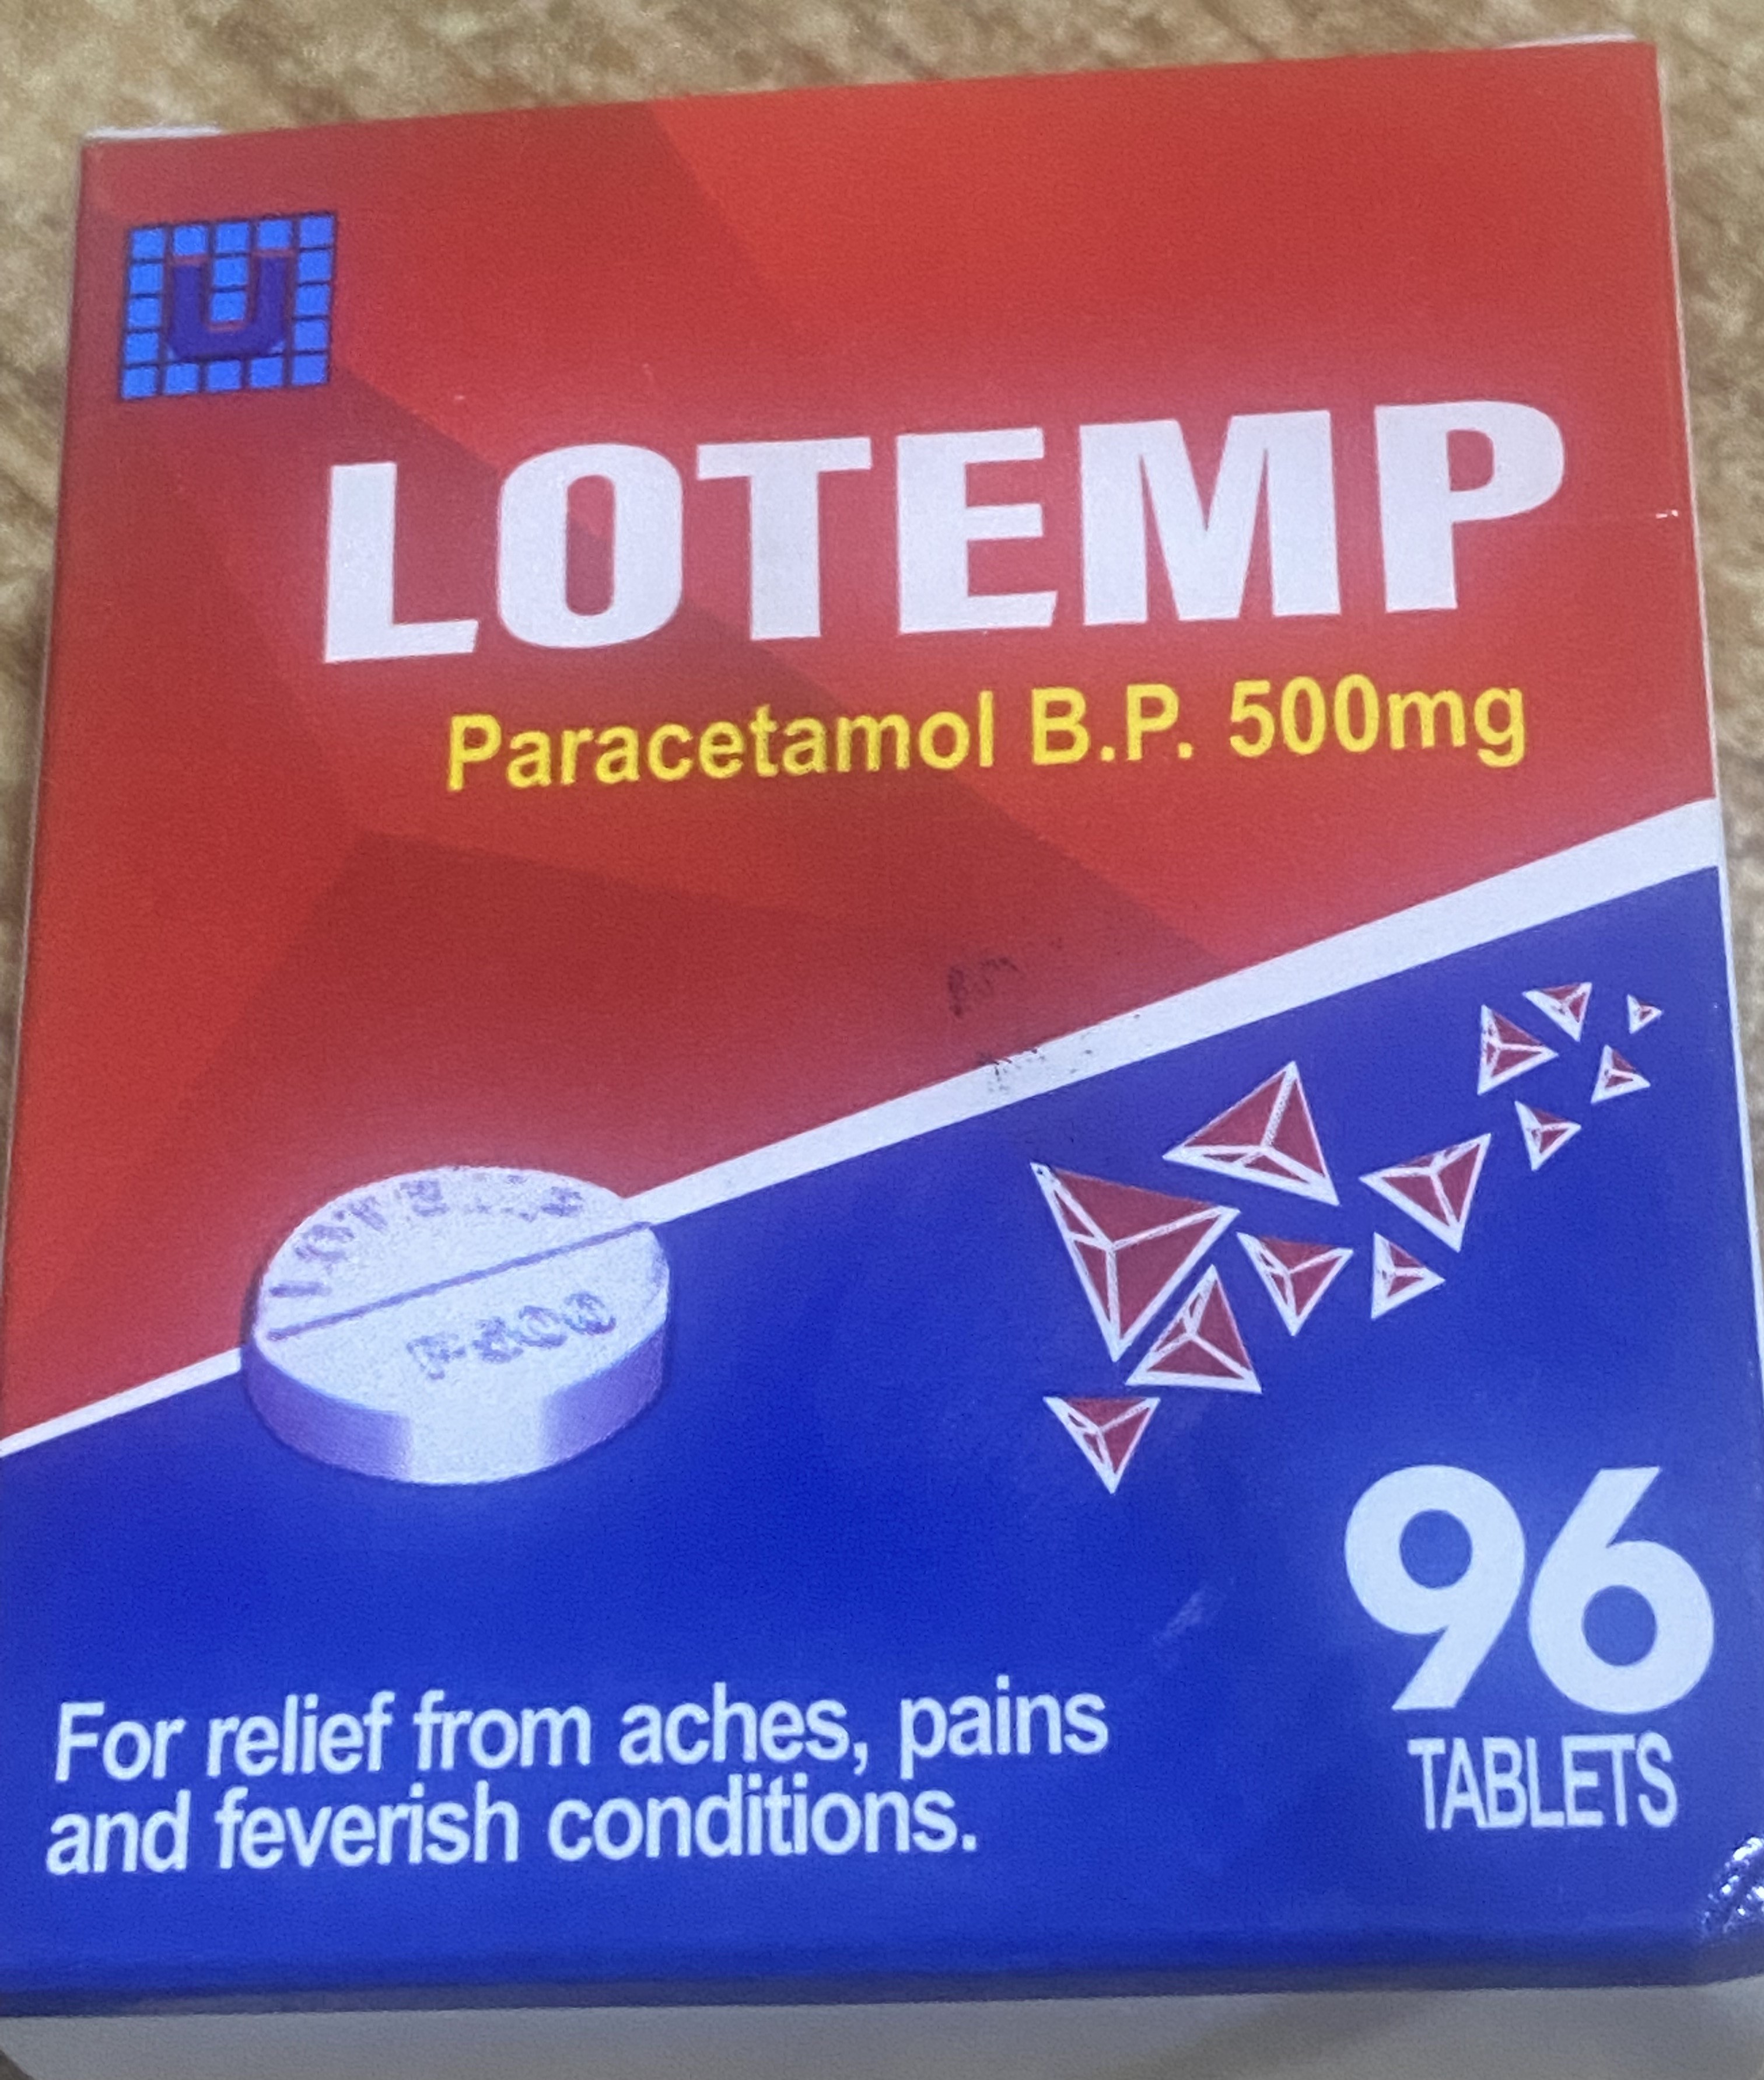 U
LOTEMP
Paracetamol B.P. 500mg
96
TABLETS
For relief from aches, pains
and feverish conditions.